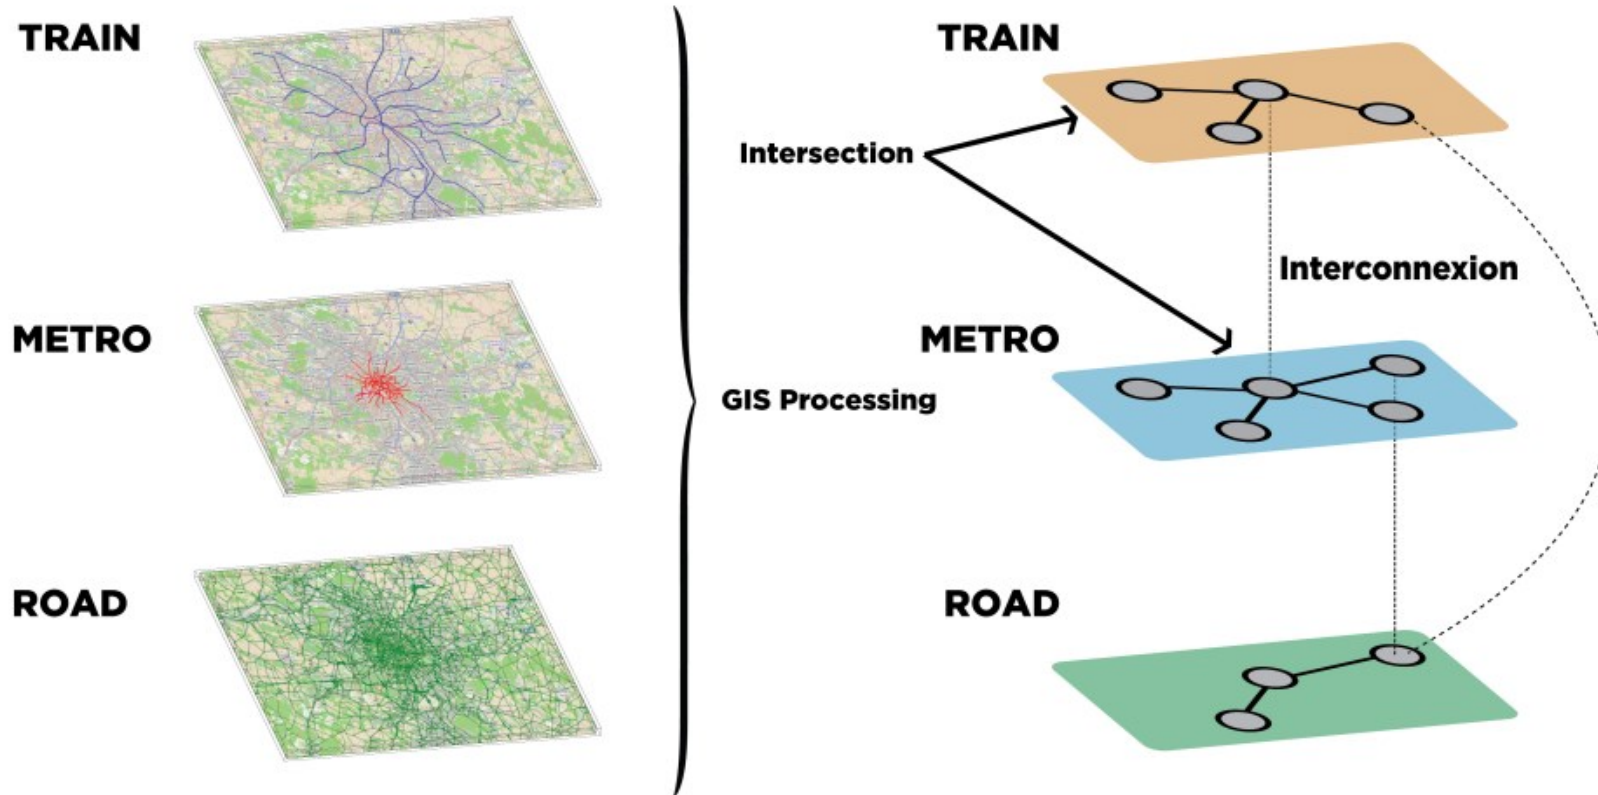 TRAIN
METRO
ROAD
GIS Processing
Intersection
TRAIN
Interconnexion
METRO
ROAD